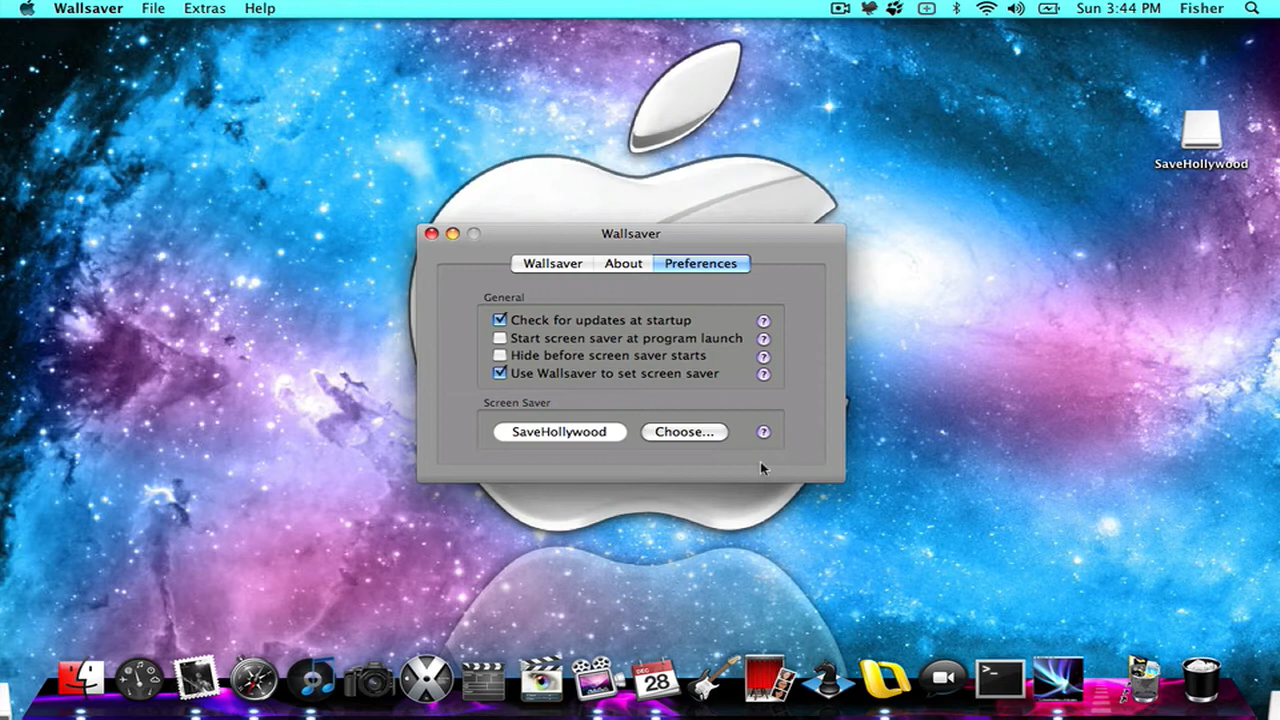 Wallsaver File Extras Help Sun 3:44 PM Fisher
SaveHollywood
Wallsaver
Wallsaver About Preferences
General
Check for updates at startup ?
Start screen saver at program launch ?
Hide before screen saver starts ?
Use Wallsaver to set screen saver ?
Screen Saver
SaveHollywood Choose... ?
DEC
28
>_